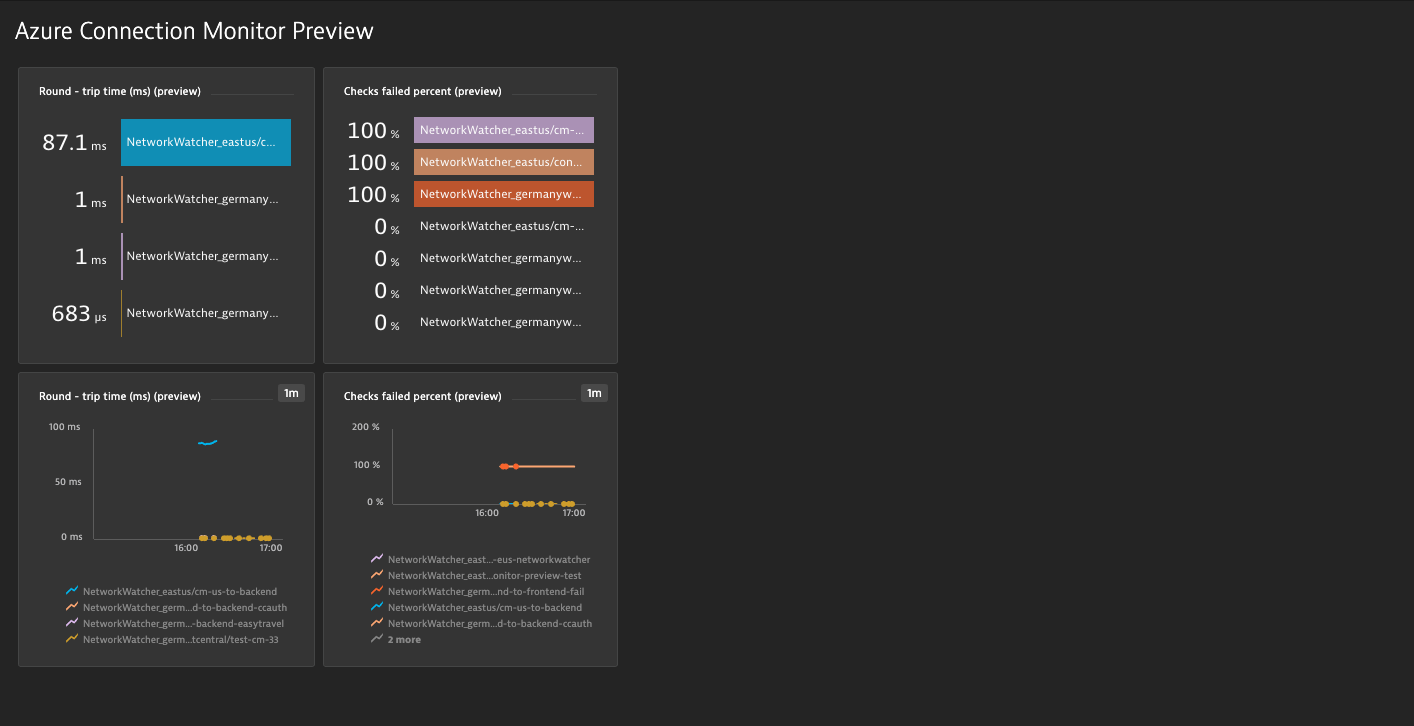 Azure Connection Monitor Preview
Round - trip time (ms) (preview)
87.1 ms NetworkWatcher_eastus/c...
1 ms NetworkWatcher_germany...
1 ms NetworkWatcher_germany...
683 µs NetworkWatcher_germany...
Checks failed percent (preview)
100 % NetworkWatcher_eastus/cm-...
100 % NetworkWatcher_eastus/con...
100 % NetworkWatcher_germanyw...
0 % NetworkWatcher_eastus/cm-...
0 % NetworkWatcher_germanyw...
0 % NetworkWatcher_germanyw...
0 % NetworkWatcher_germanyw...
Round - trip time (ms) (preview) 1m
100 ms
50 ms
0 ms
16:00 17:00
NetworkWatcher_eastus/cm-us-to-backend
NetworkWatcher_germ...d-to-backend-ccauth
NetworkWatcher_germ...-backend-easytravel
NetworkWatcher_germ...tcentral/test-cm-33
Checks failed percent (preview) 1m
200 %
100 %
0 %
16:00 17:00
NetworkWatcher_east...-eus-networkwatcher
NetworkWatcher_east...onitor-preview-test
NetworkWatcher_germ...nd-to-frontend-fail
NetworkWatcher_eastus/cm-us-to-backend
NetworkWatcher_germ...d-to-backend-ccauth
2 more